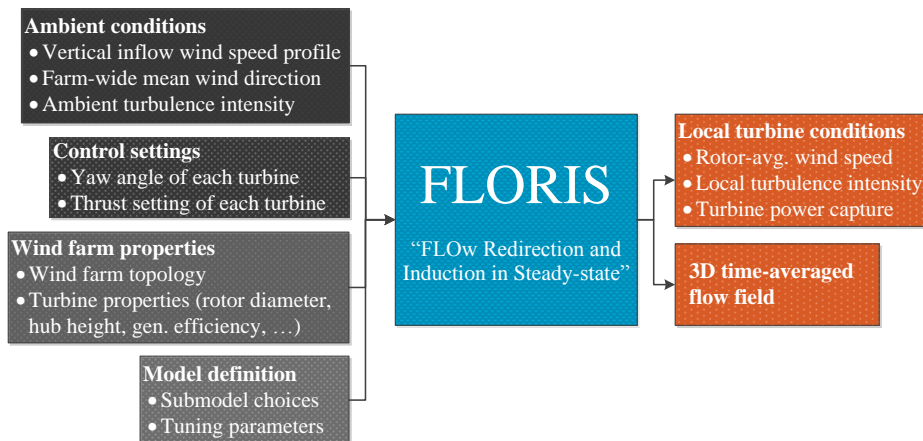 Ambient conditions
• Vertical inflow wind speed profile
• Farm-wide mean wind direction
• Ambient turbulence intensity
Control settings
• Yaw angle of each turbine
• Thrust setting of each turbine
Wind farm properties
• Wind farm topology
• Turbine properties (rotor diameter,
hub height, gen. efficiency, …)
Model definition
• Submodel choices
• Tuning parameters
FLORIS
“FLOw Redirection and
Induction in Steady-state”
Local turbine conditions
• Rotor-avg. wind speed
• Local turbulence intensity
• Turbine power capture
3D time-averaged
flow field